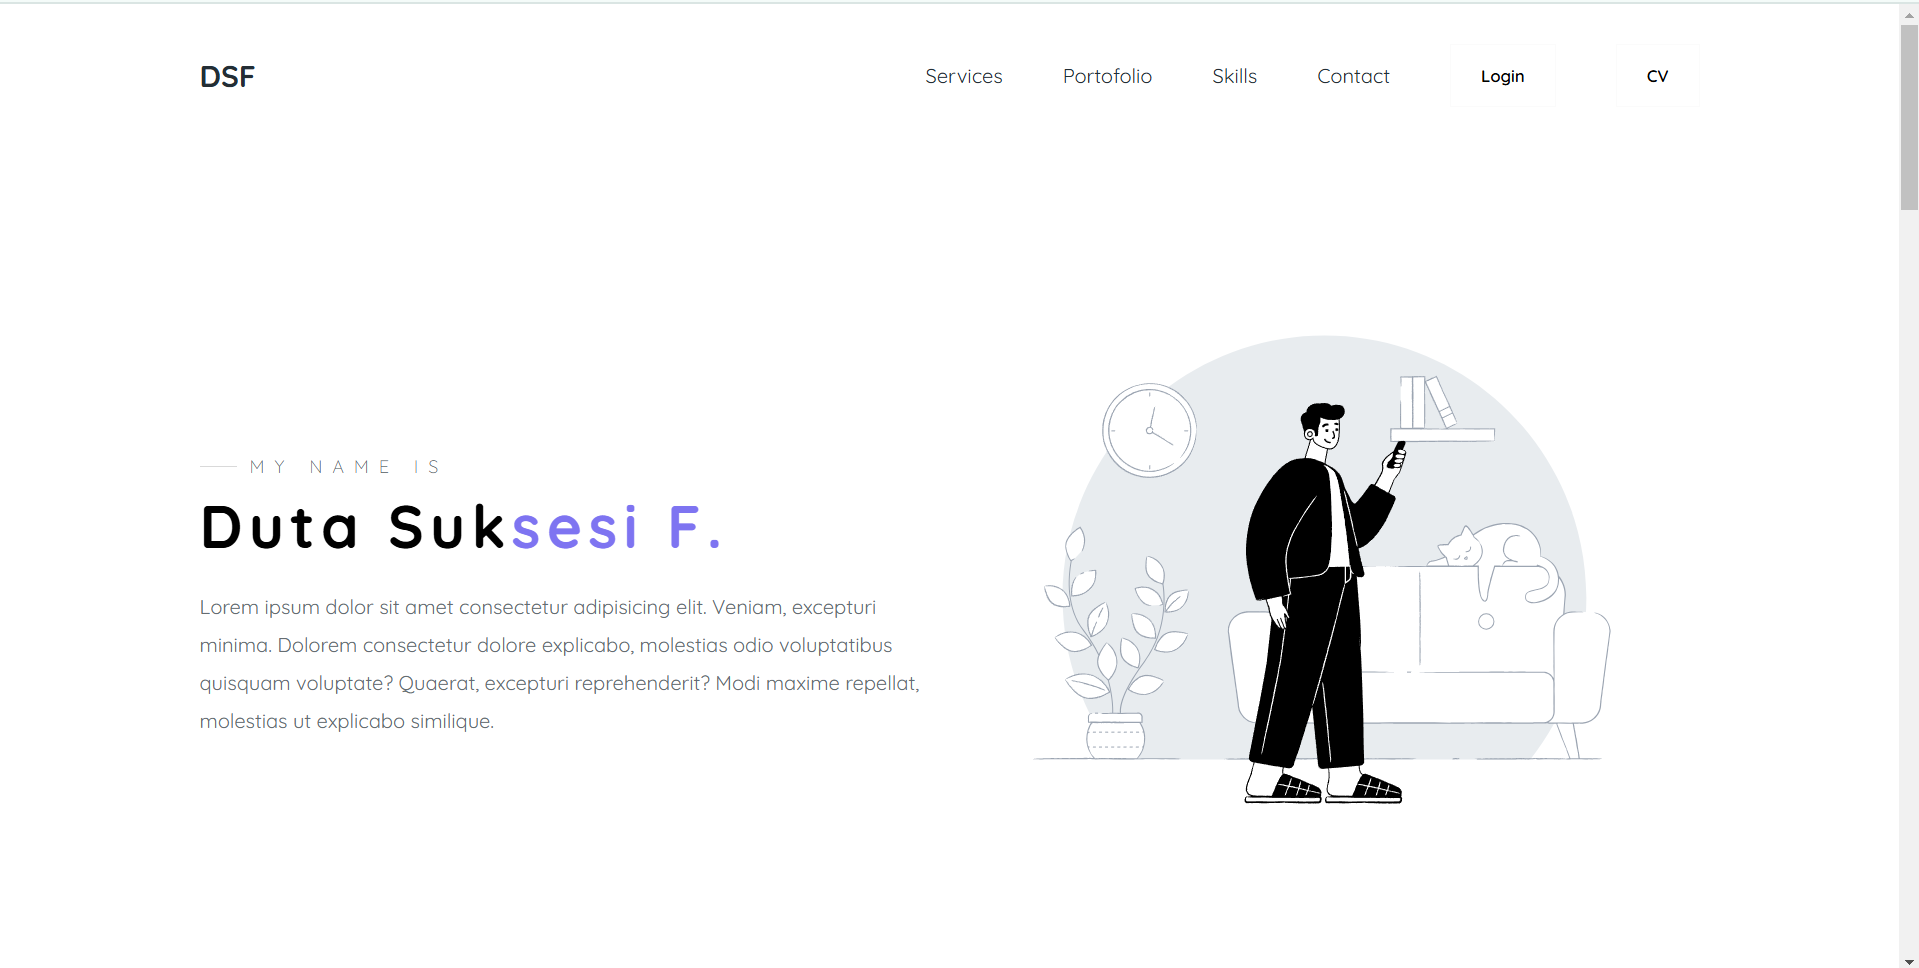 DSF
Services Portofolio Skills Contact Login CV
MY NAME IS
Duta Suksesi F.
Lorem ipsum dolor sit amet consectetur adipisicing elit. Veniam, excepturi
minima. Dolorem consectetur dolore explicabo, molestias odio voluptatibus
quisquam voluptate? Quaerat, excepturi reprehenderit? Modi maxime repellat,
molestias ut explicabo similique.